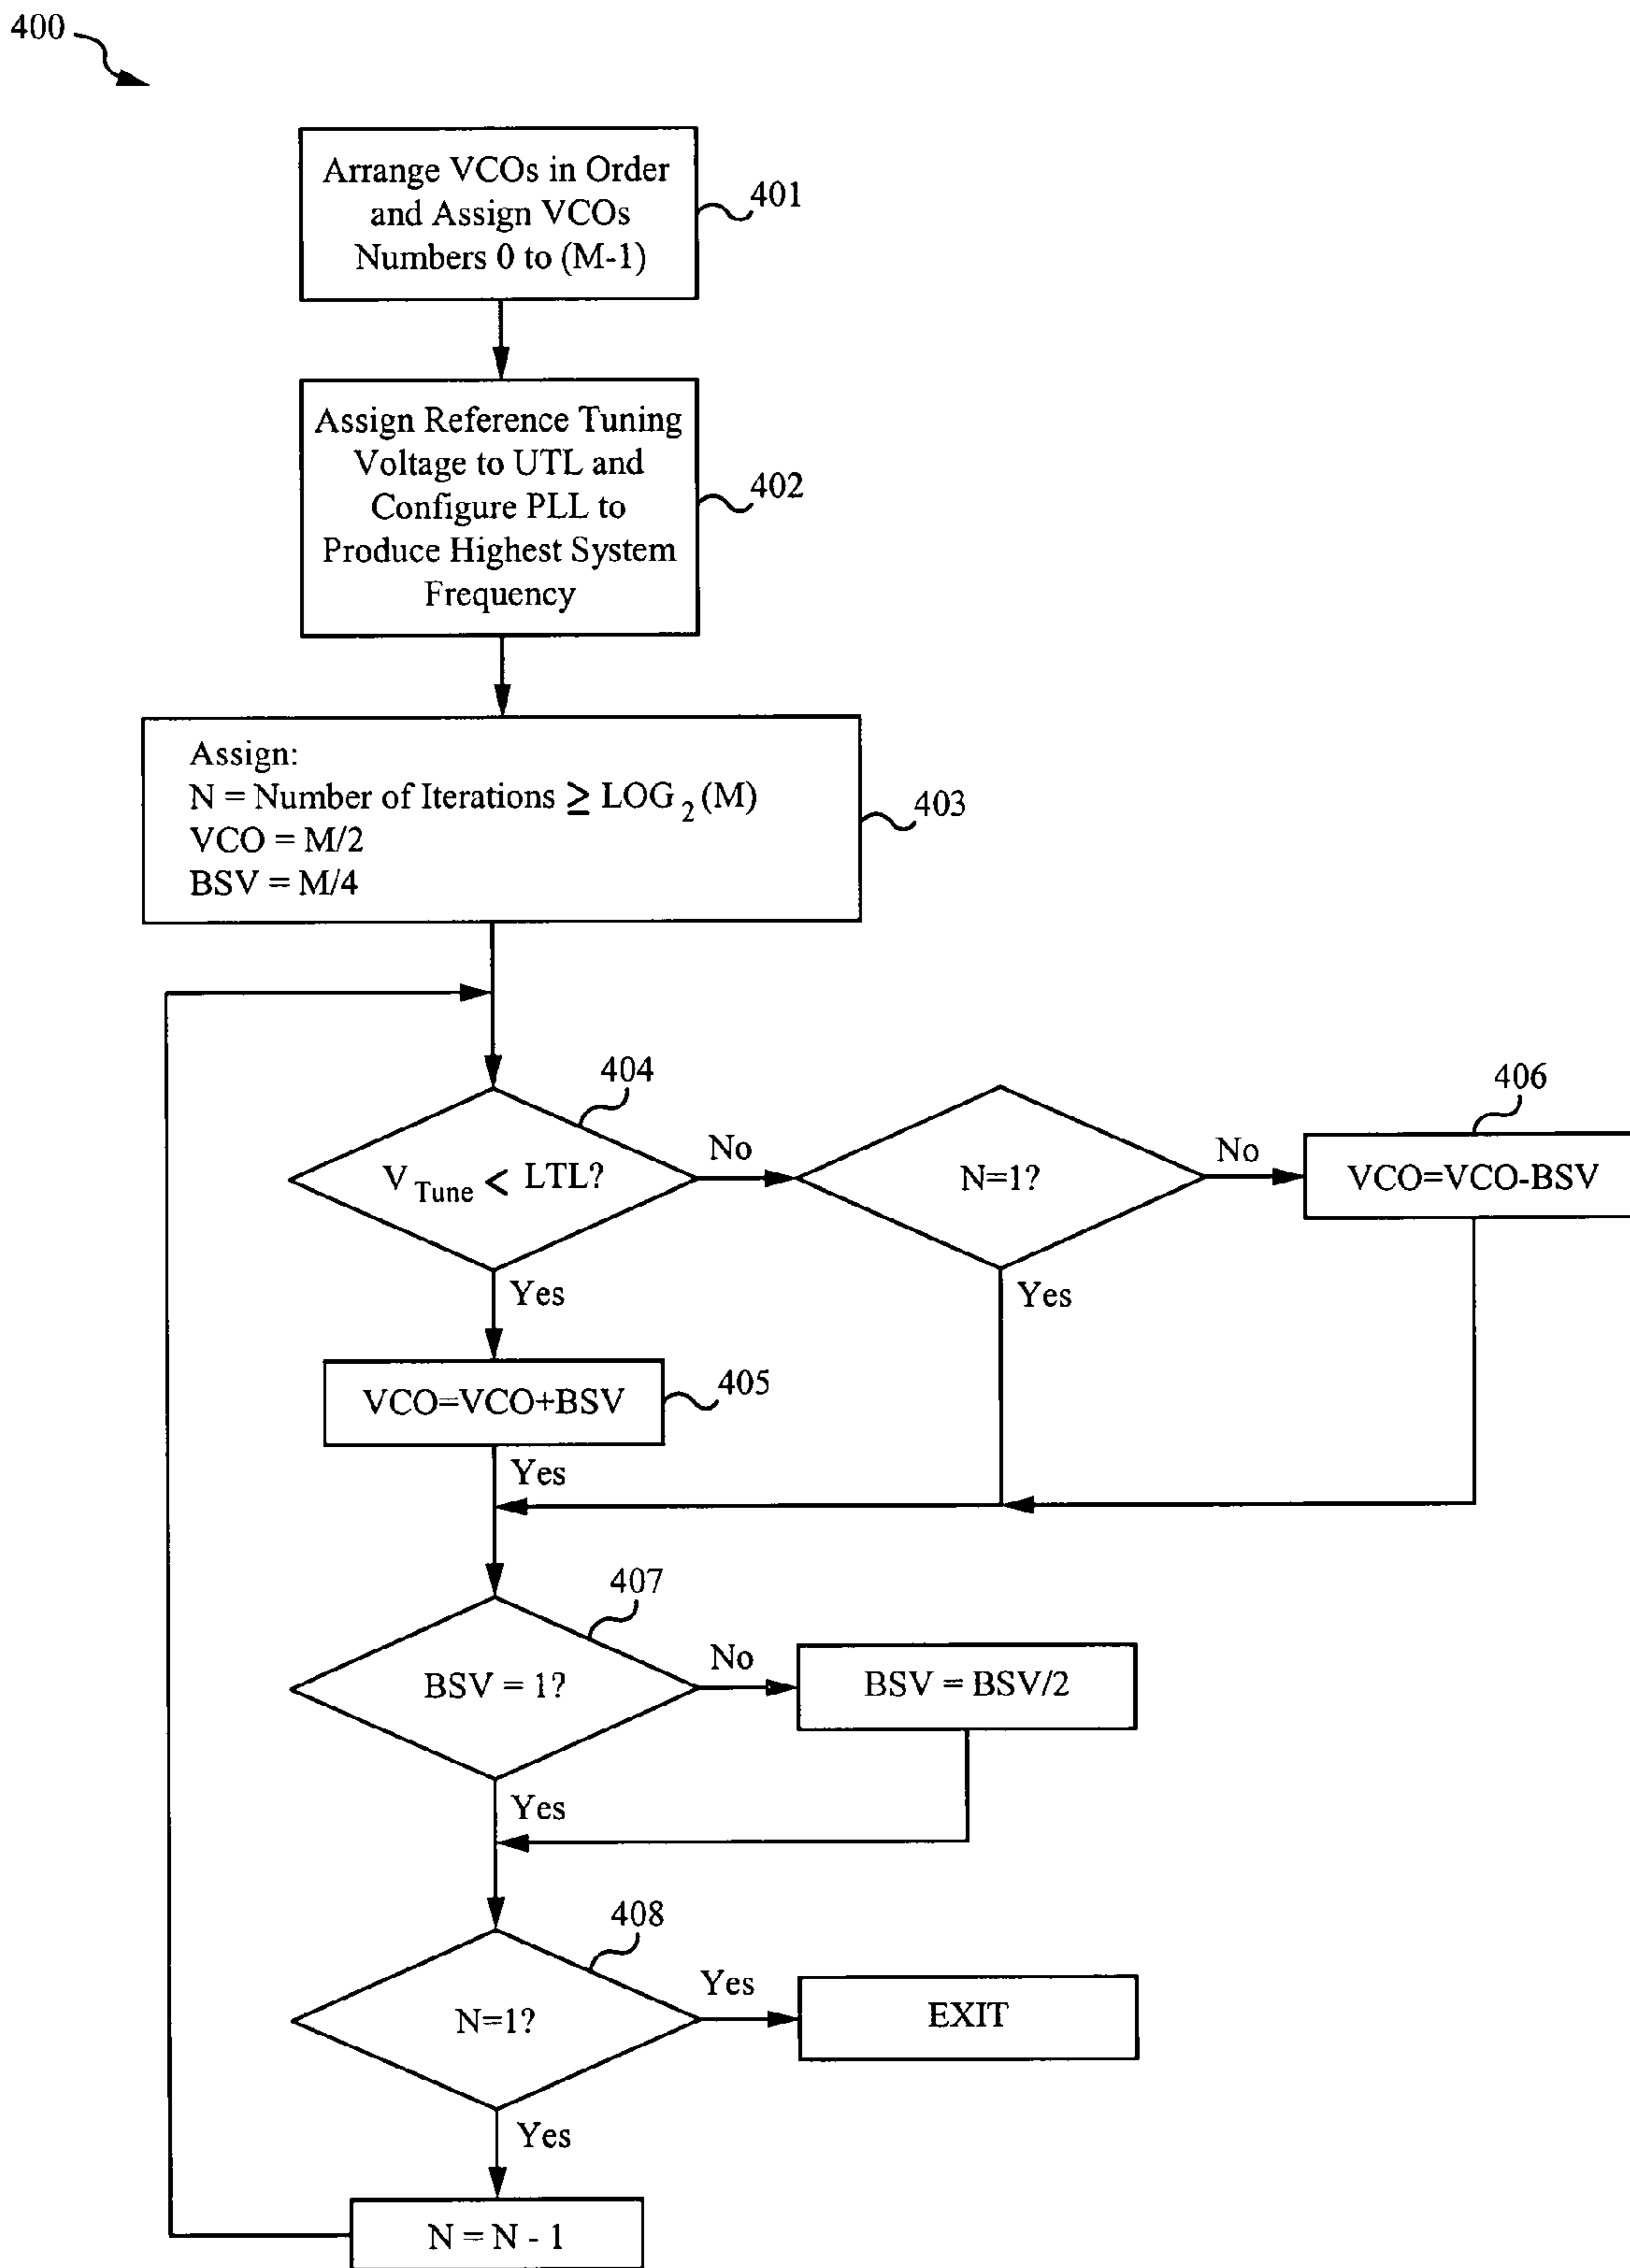 400
Arrange VCOs in Order
and Assign VCOs
Numbers 0 to (M-1)
401
Assign Reference Tuning
Voltage to UTL and
Configure PLL to
Produce Highest System
Frequency
402
Assign:
N = Number of Iterations ≥ LOG₂(M)
VCO = M/2
BSV = M/4
403
404
V Tune < LTL?
No
N=1?
No
406
VCO=VCO-BSV
Yes
Yes
VCO=VCO+BSV
405
Yes
407
BSV = 1?
No
BSV = BSV/2
Yes
408
N=1?
Yes
EXIT
Yes
N = N - 1